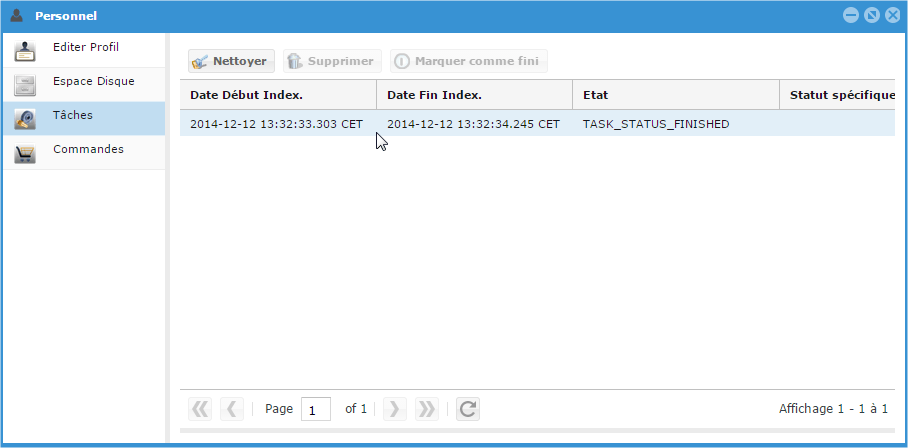 Personnel
Editer Profil
Espace Disque
Tâches
Commandes
Nettoyer Supprimer Marquer comme fini
Date Début Index. Date Fin Index. Etat Statut spécifique
2014-12-12 13:32:33.303 CET 2014-12-12 13:32:34.245 CET TASK_STATUS_FINISHED
Page 1 of 1 Affichage 1 - 1 à 1